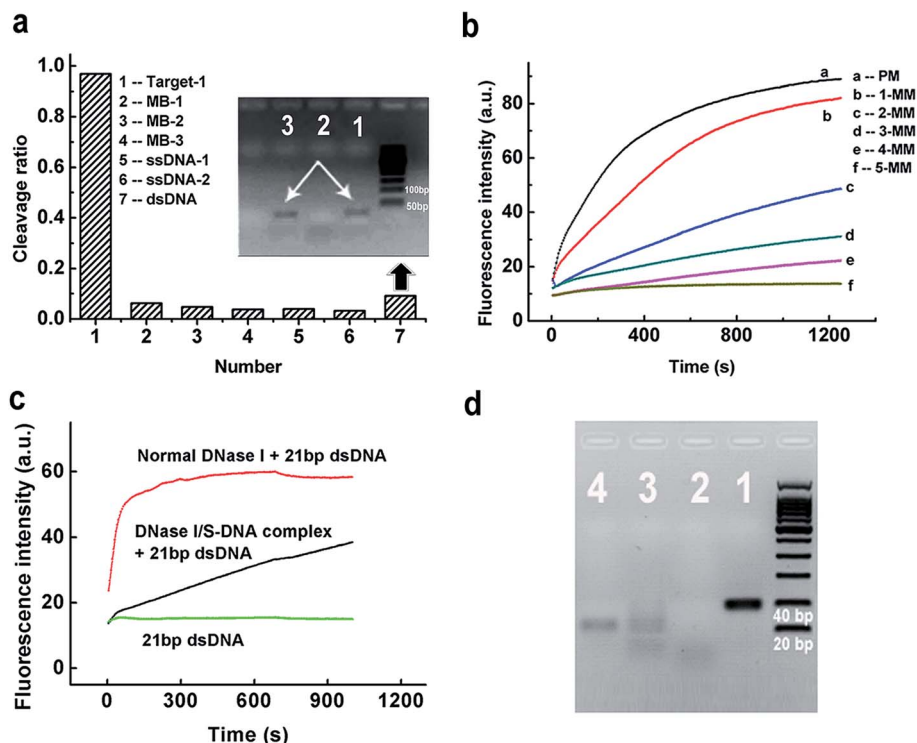 a
Cleavage ratio
1.0
0.8
0.6
0.4
0.2
0.0
1 -- Target-1
2 -- MB-1
3 -- MB-2
4 -- MB-3
5 -- ssDNA-1
6 -- ssDNA-2
7 -- dsDNA
3 2 1
100bp
50bp
1 2 3 4 5 6 7
Number
b
Fluorescence intensity (a.u.)
80
60
40
20
0
a
b
c
d
e
f
a -- PM
b -- 1-MM
c -- 2-MM
d -- 3-MM
e -- 4-MM
f -- 5-MM
0 400 800 1200
Time (s)
c
Fluorescence intensity (a.u.)
80
60
40
20
0
Normal DNase I + 21bp dsDNA
DNase I/S-DNA complex
+ 21bp dsDNA
21bp dsDNA
0 300 600 900 1200
Time (s)
d
4 3 2 1
40 bp
20 bp